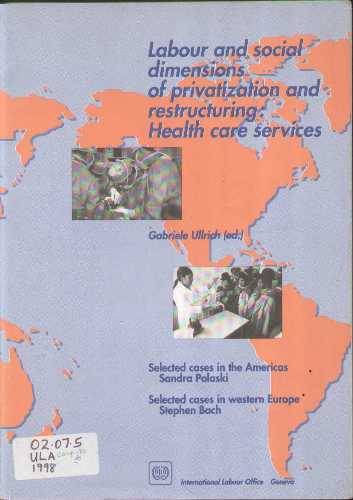 Labour and social
dimensions
of privatization and
restructuring:
Health care services
Gabriele Ullrich (ed.)
Selected cases in the Americas
Sandra Polaski
Selected cases in western Europe
Stephen Bach
02.07.5
ULA
1998
International Labour Office Geneva